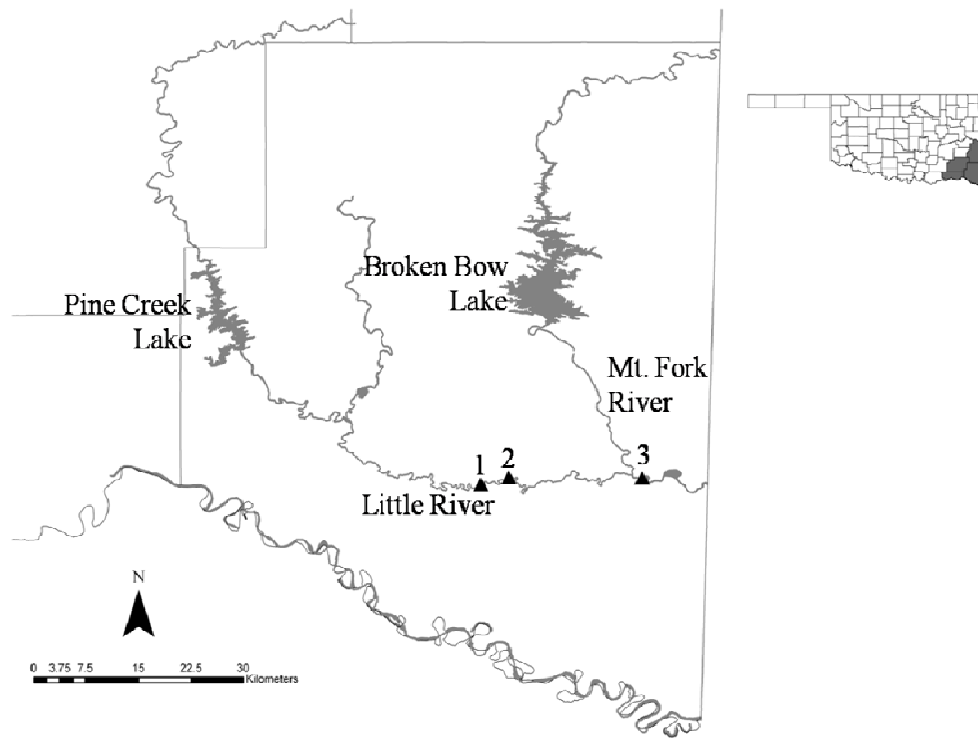 Broken Bow
Lake
Pine Creek
Lake
Mt. Fork
River
1
2
3
Little River
N
0 3.75 7.5 15 22.5 30
Kilometers